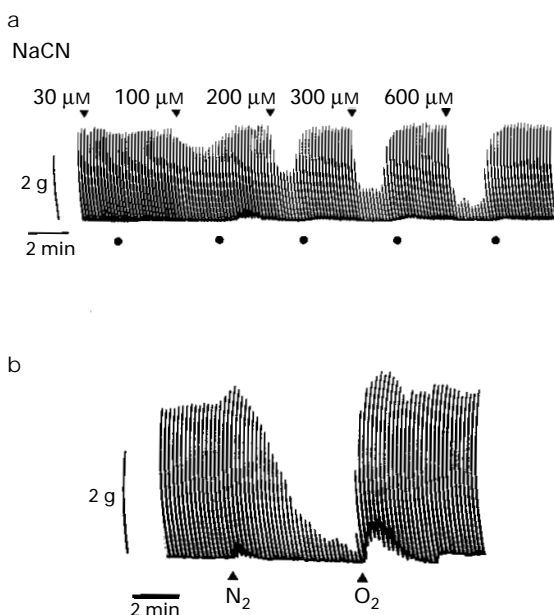 a
NaCN
30 μM 100 μM 200 μM 300 μM 600 μM
2 g
2 min
b
2 g
2 min
N₂ O₂